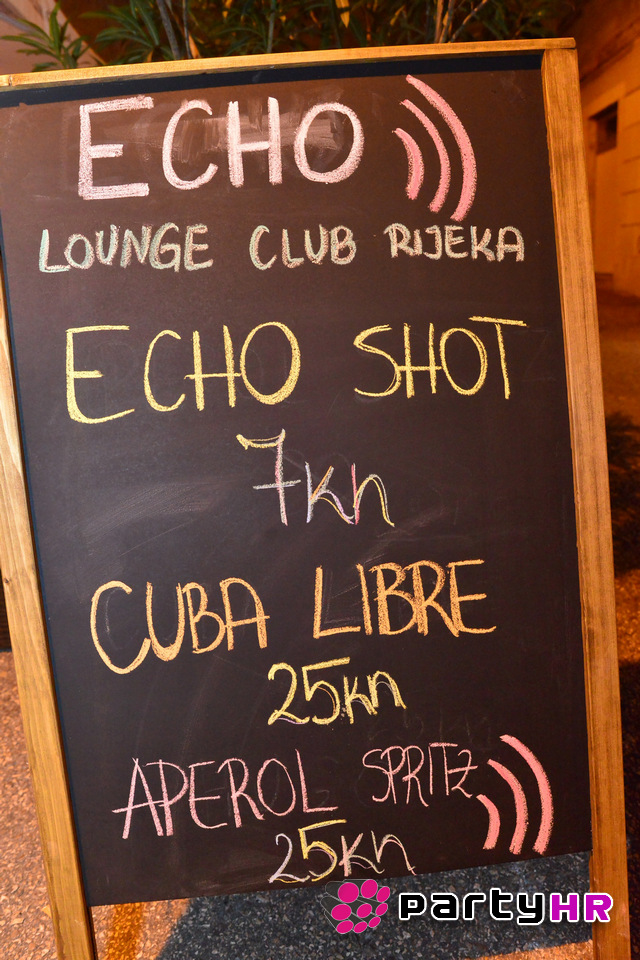 ECHO
LOUNGE CLUB RIJEKA
ECHO SHOT
7kn
CUBA LIBRE
25kn
APEROL SPRITZ
25kn
partyHR